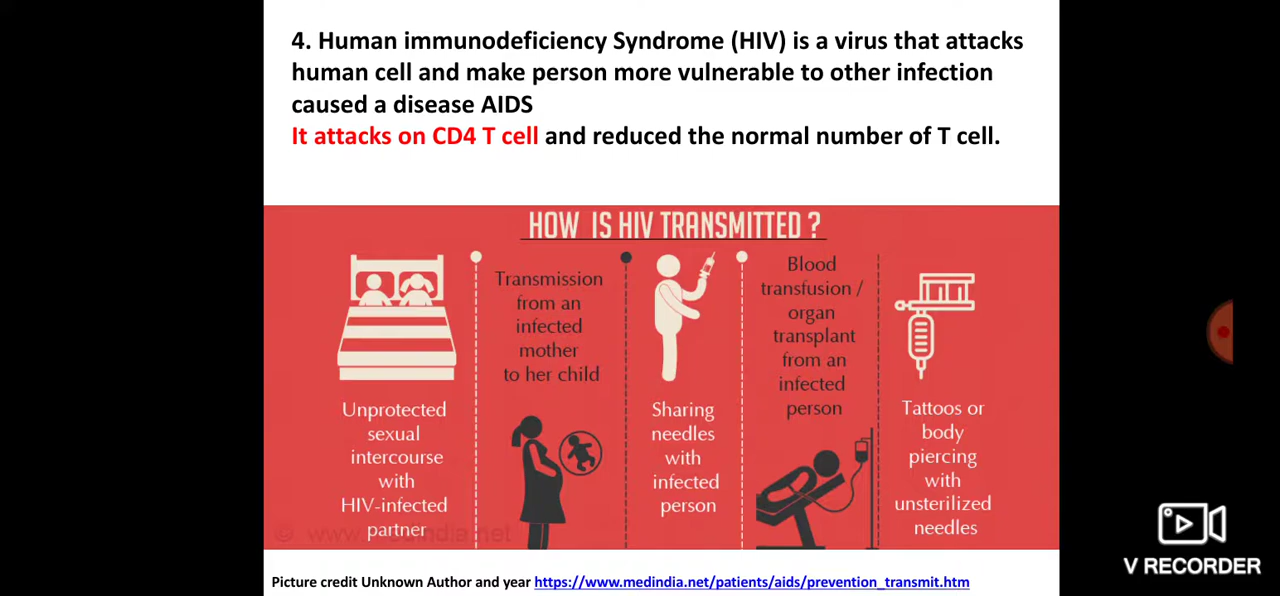 4. Human immunodeficiency Syndrome (HIV) is a virus that attacks
human cell and make person more vulnerable to other infection
caused a disease AIDS
It attacks on CD4 T cell and reduced the normal number of T cell.
HOW IS HIV TRANSMITTED ?
Unprotected
sexual
intercourse
with
HIV-infected
partner
Transmission
from an
infected
mother
to her child
Sharing
needles
with
infected
person
Blood
transfusion /
organ
transplant
from an
infected
person
Tattoos or
body
piercing
with
unsterilized
needles
Picture credit Unknown Author and year https://www.medindia.net/patients/aids/prevention_transmit.htm
V RECORDER